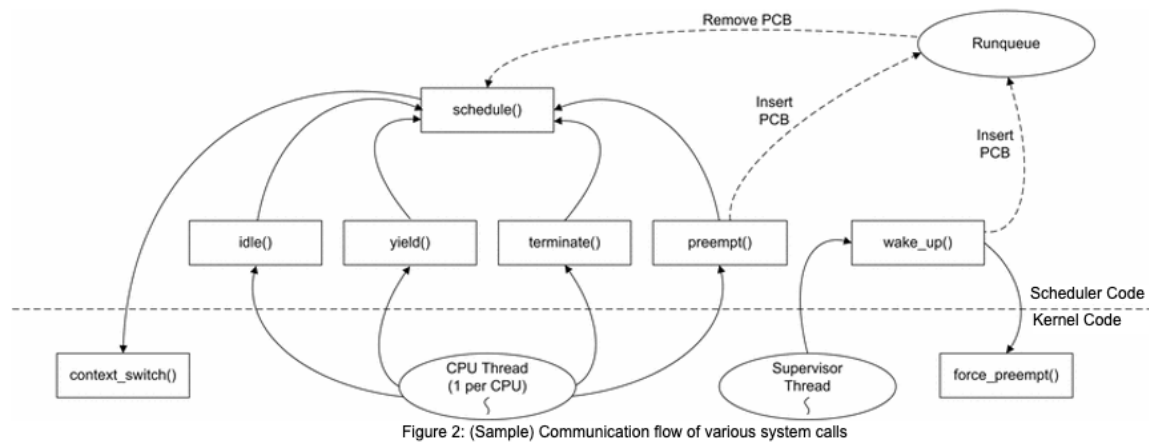 Remove PCB
Runqueue
schedule()
Insert
PCB
Insert
PCB
idle()
yield()
terminate()
preempt()
wake_up()
Scheduler Code
Kernel Code
context_switch()
CPU Thread
(1 per CPU)
Supervisor
Thread
force_preempt()
Figure 2: (Sample) Communication flow of various system calls